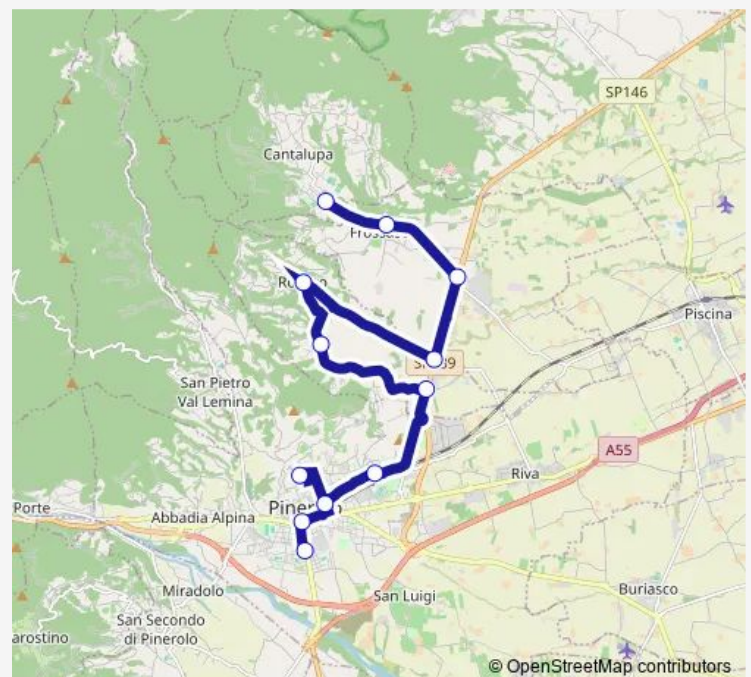 SP146
Cantalupa
Piscina
San Pietro
Val Lemina
A55
Riva
Porte
Abbadia Alpina
Miradolo
San Luigi
Buriasco
San Secondo
di Pinerolo
arostino
© OpenStreetMap contributors